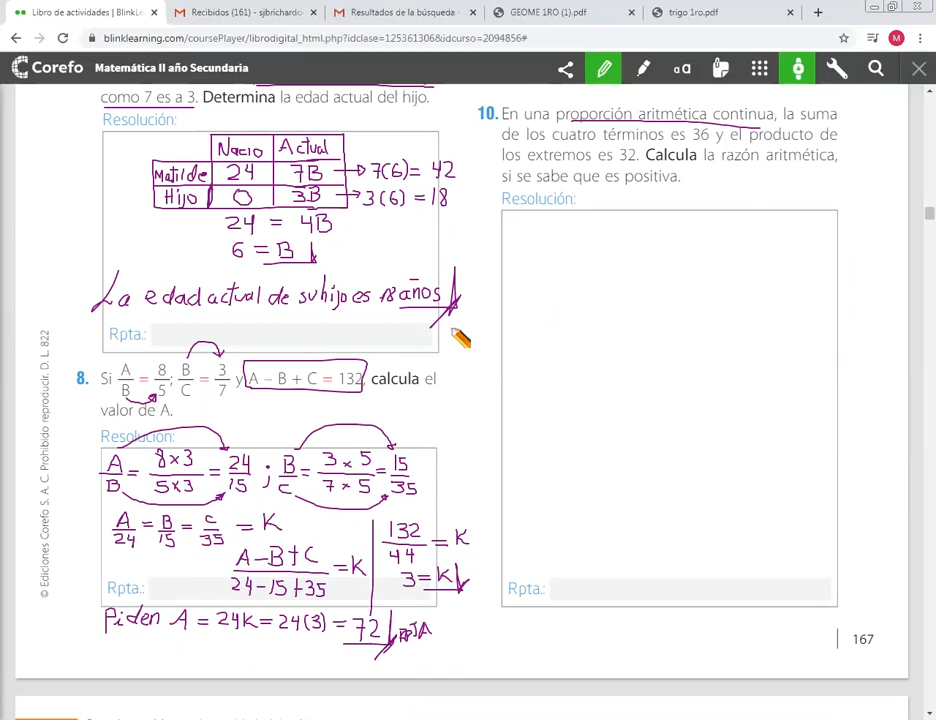 Libro de actividades | BlinkLe
Recibidos (161) - sjbrichardo
Resultados de la búsqueda -
GEOME 1RO (1).pdf
trigo 1ro.pdf
blinklearning.com/coursePlayer/librodigital_html.php?idclase=125361306&idcurso=2094856#
M
Corefo
Matemática II año Secundaria
aA
como 7 es a 3. Determina la edad actual del hijo.
Resolución:
Nacio Actual
Matilde 24 7B → 7(6) = 42
Hijo 0 3B → 3(6) = 18
24 = 4B
6 = B
La edad actual de su hijo es 18 años
Rpta.:
8. Si A/B = 8/5; B/C = 3/7 y A – B + C = 132, calcula el
valor de A.
Resolución:
A/B = 8×3/5×3 = 24/15 ; B/C = 3×5/7×5 = 15/35
A/24 = B/15 = C/35 = K
A-B+C/24-15+35 = K
132/44 = K
3 = K
Rpta.:
Piden A = 24K = 24(3) = 72 RPTA
© Ediciones Corefo S. A. C. Prohibido reproducir. D. L. 822
10. En una proporción aritmética continua, la suma
de los cuatro términos es 36 y el producto de
los extremos es 32. Calcula la razón aritmética,
si se sabe que es positiva.
Resolución:
Rpta.:
167